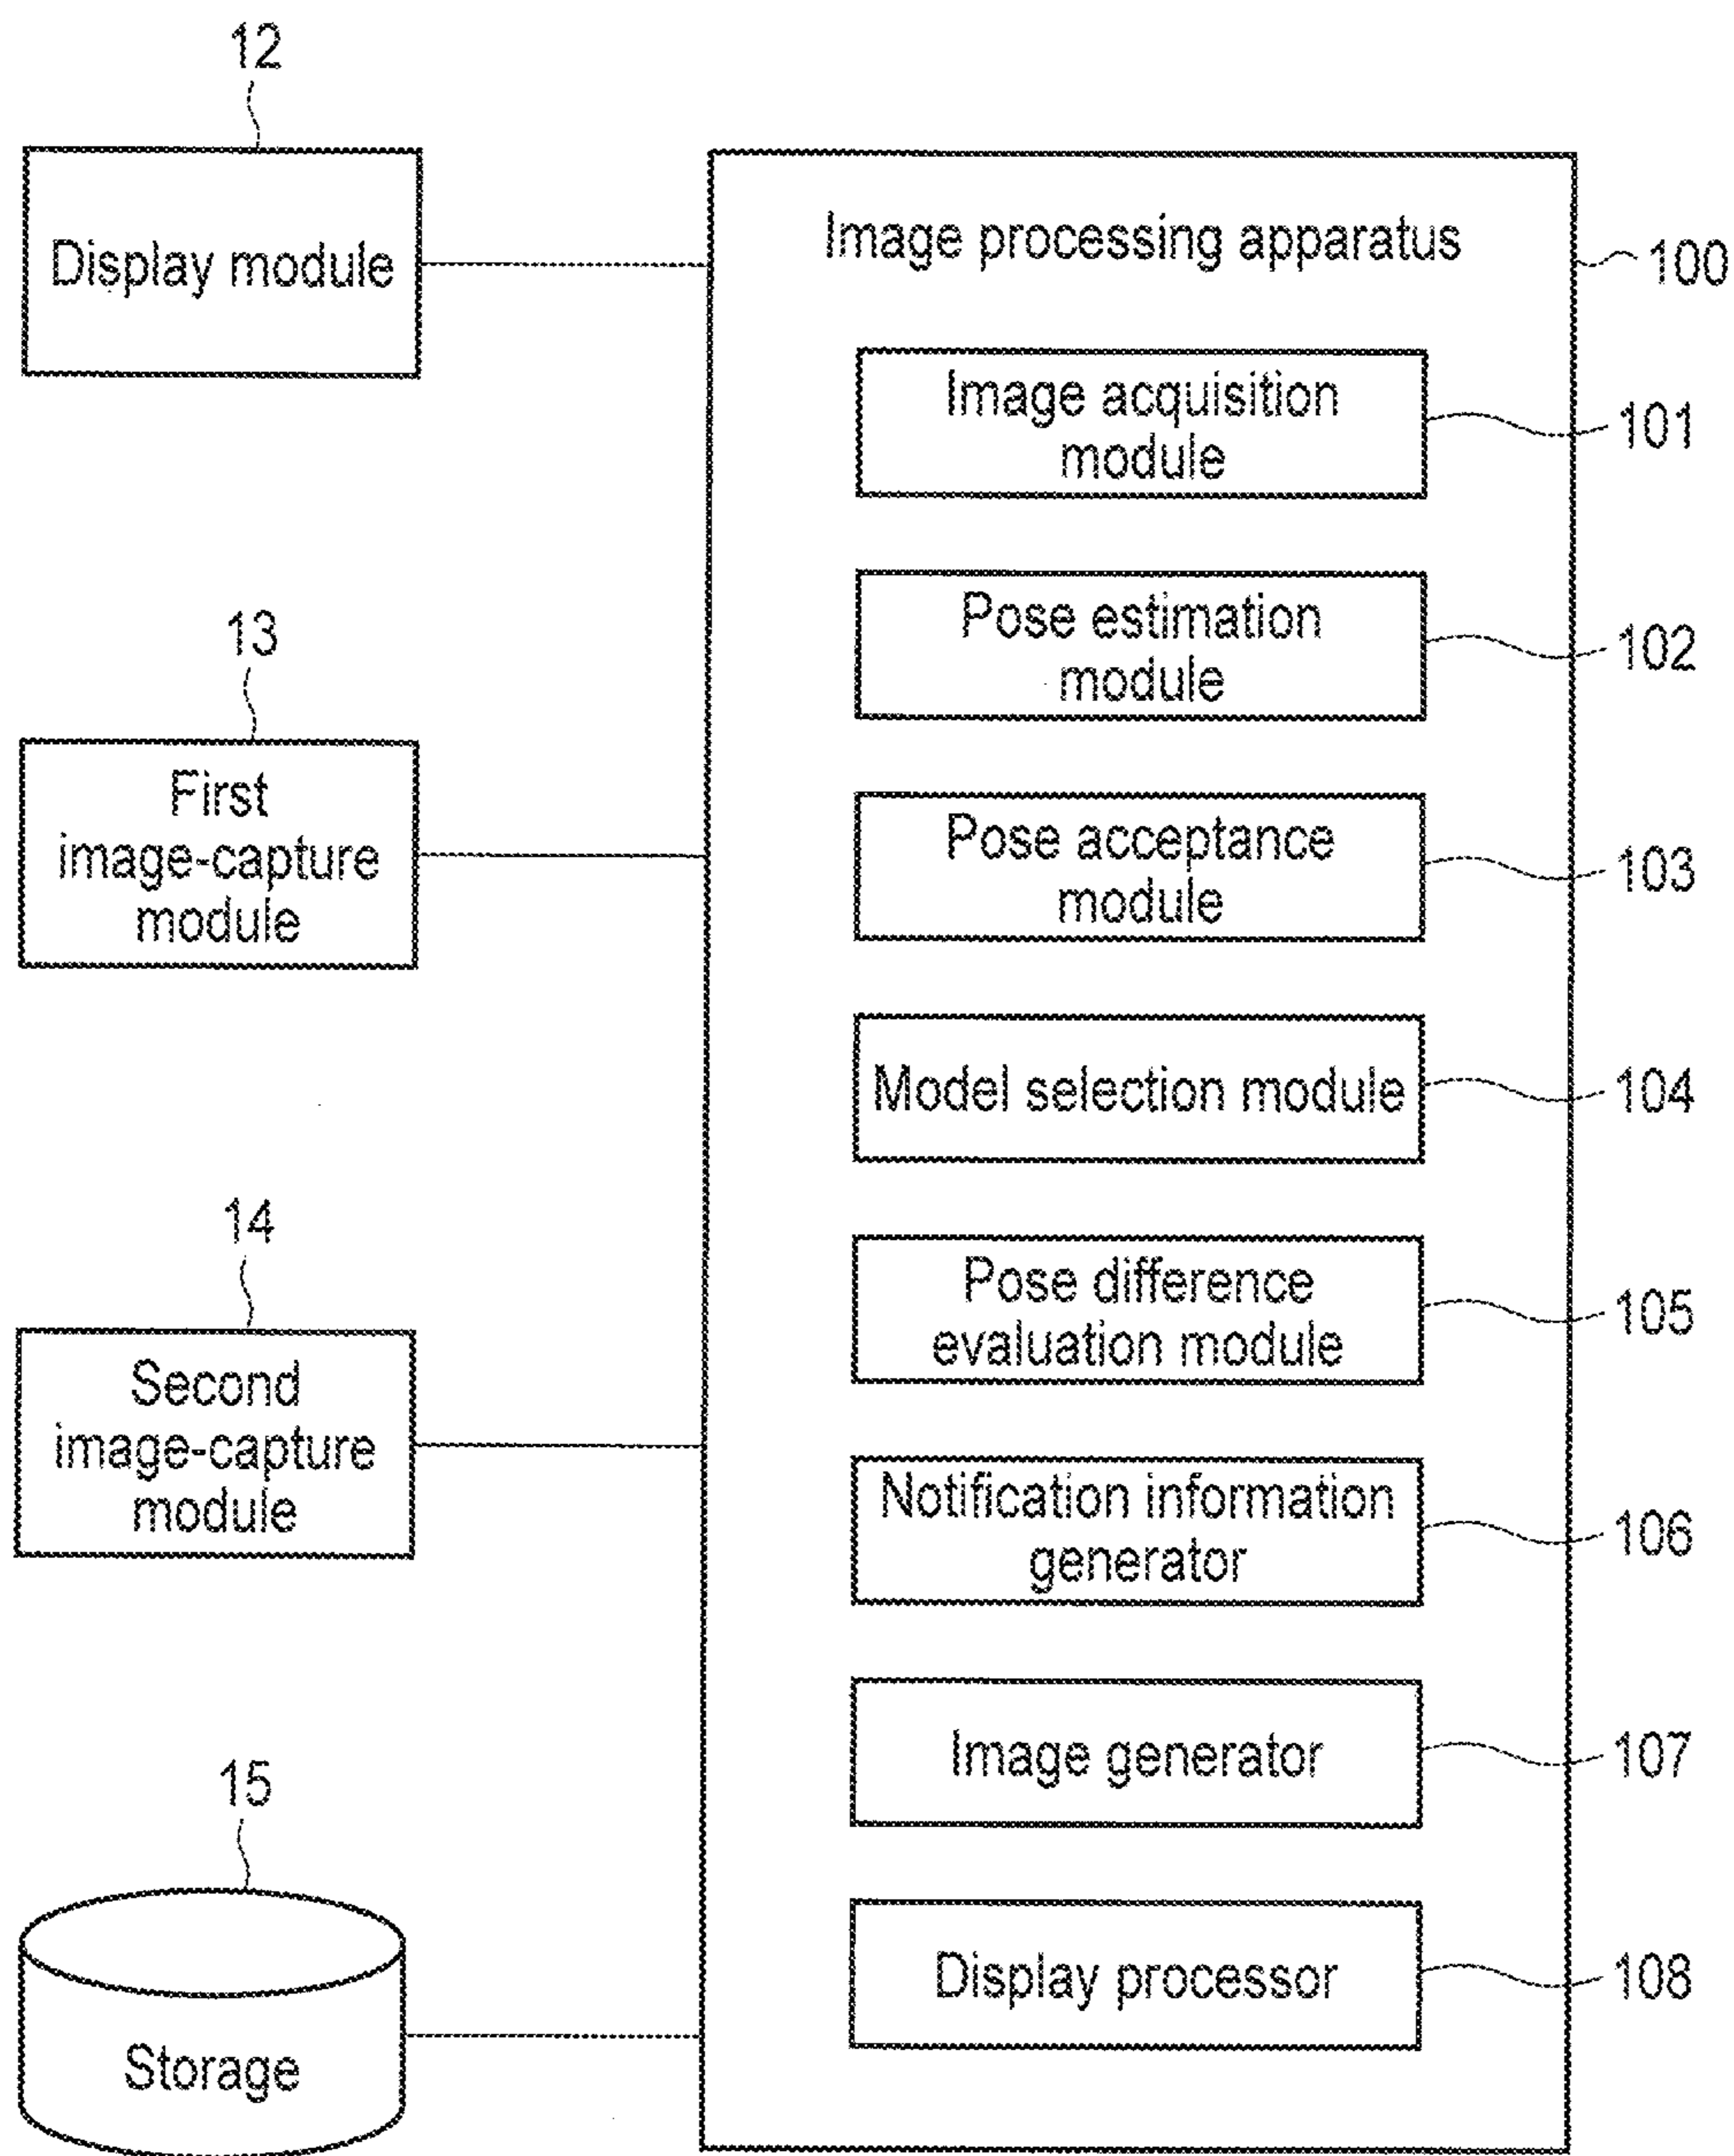 12
Display module
13
First
image-capture
module
14
Second
image-capture
module
15
Storage
Image processing apparatus
100
Image acquisition
module
101
Pose estimation
module
102
Pose acceptance
module
103
Model selection module
104
Pose difference
evaluation module
105
Notification information
generator
106
Image generator
107
Display processor
108